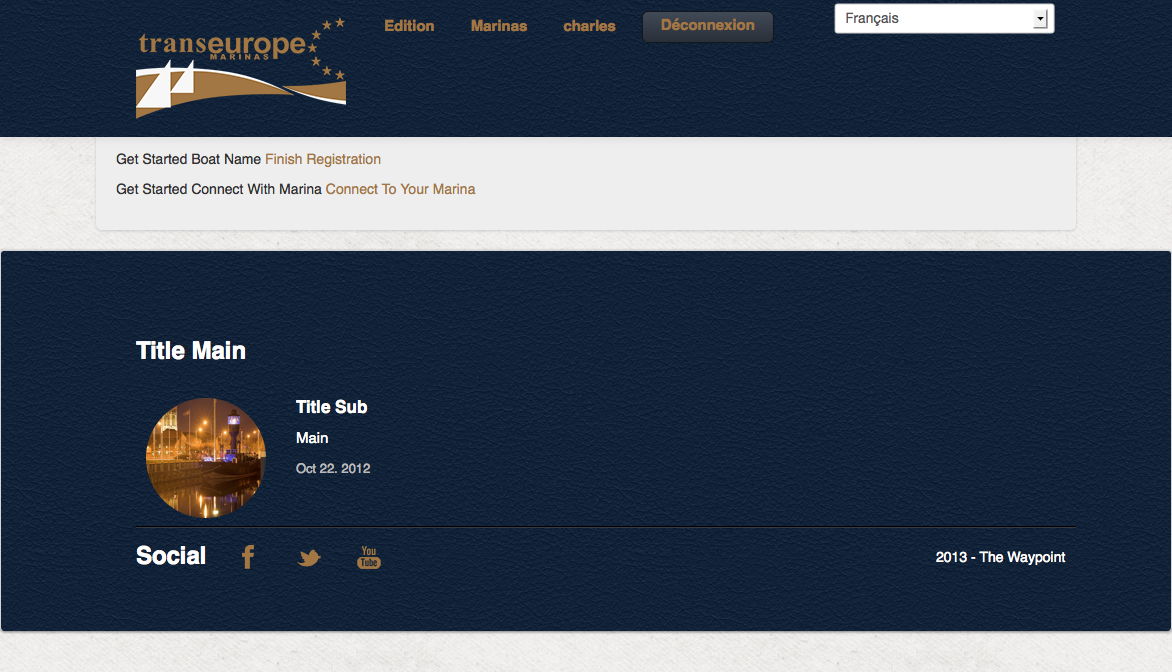 transeurope
MARINAS
Edition Marinas charles Déconnexion Français
Get Started Boat Name Finish Registration
Get Started Connect With Marina Connect To Your Marina
Title Main
Title Sub
Main
Oct 22. 2012
Social f You Tube 2013 - The Waypoint